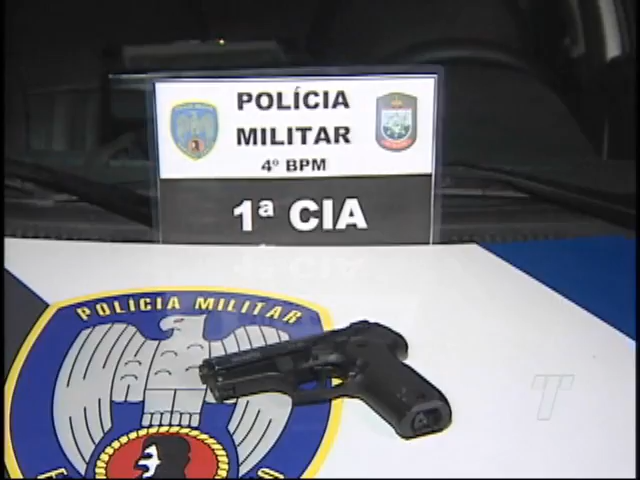 POLÍCIA
MILITAR
4º BPM
1ª CIA
POLÍCIA MILITAR